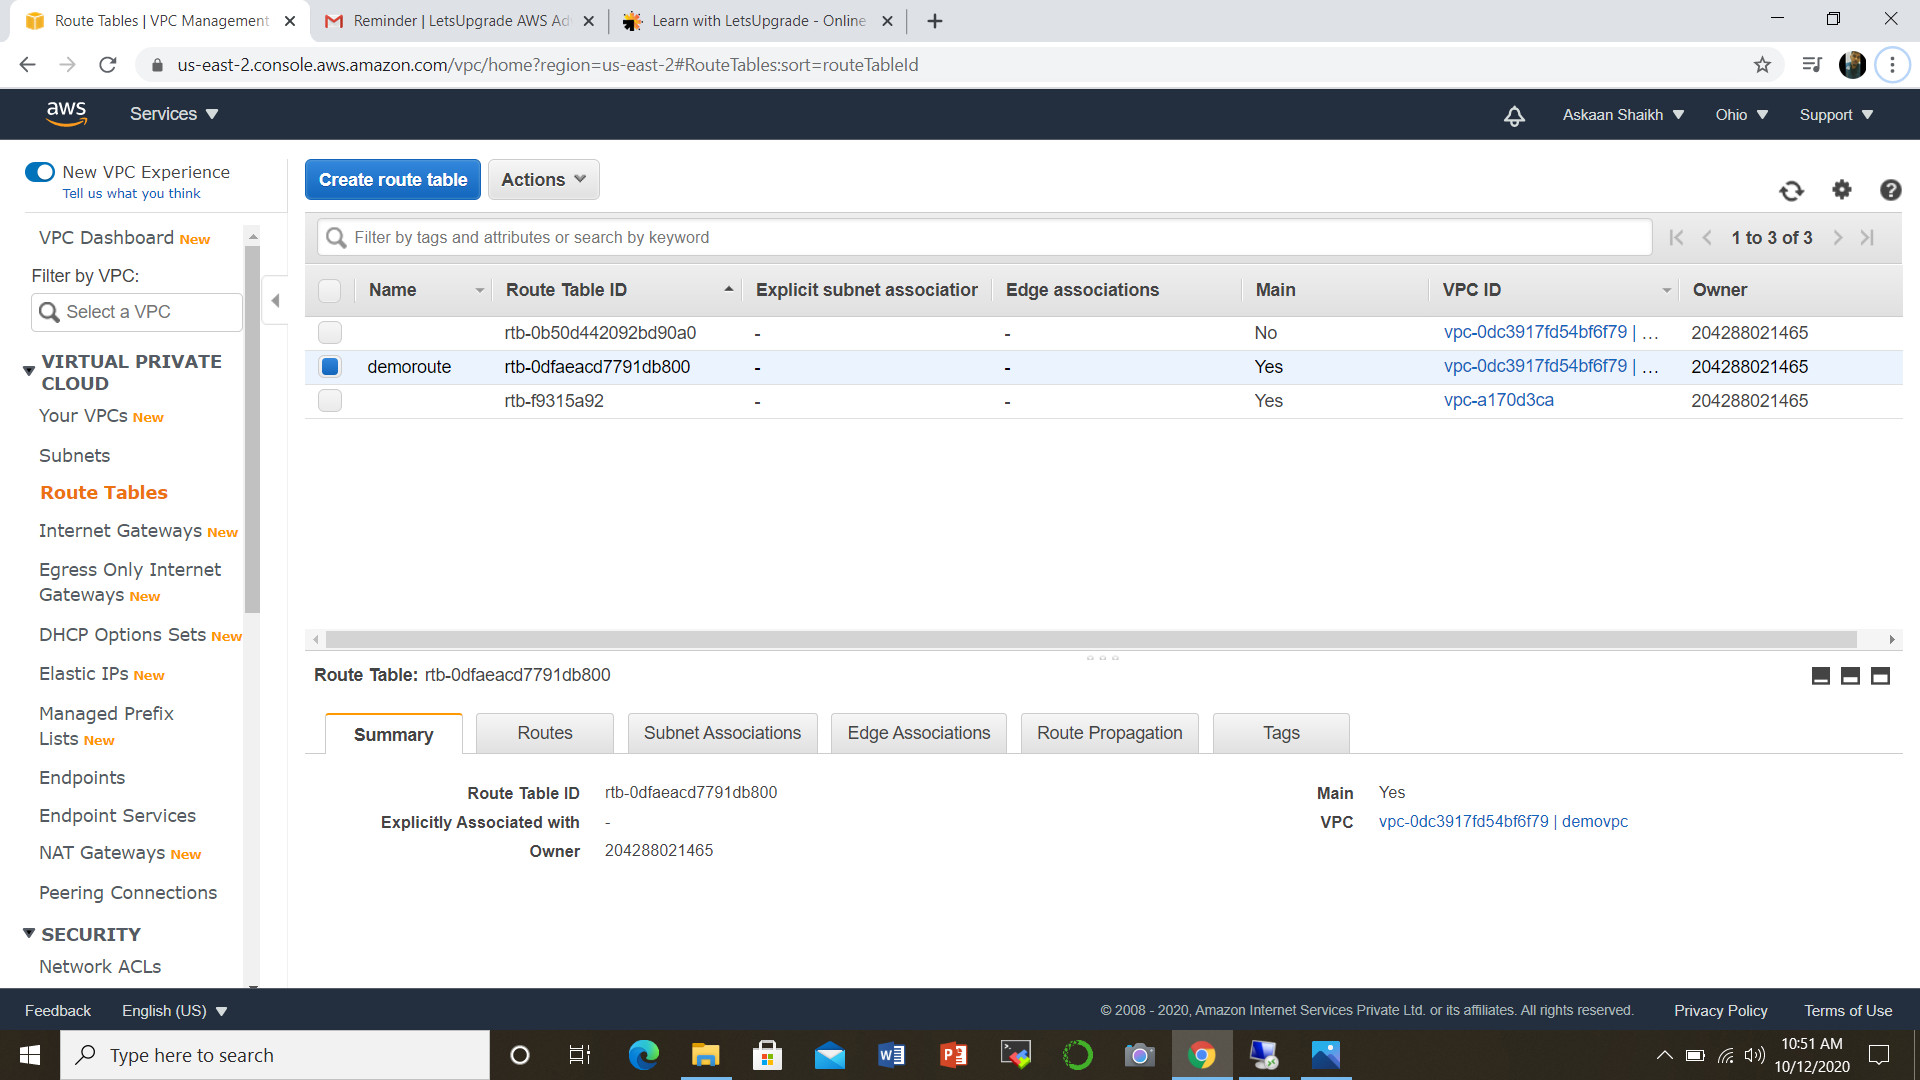 Route Tables | VPC Management
Reminder | LetsUpgrade AWS Ad
Learn with LetsUpgrade - Online
us-east-2.console.aws.amazon.com/vpc/home?region=us-east-2#RouteTables:sort=routeTableId
aws
Services
Askaan Shaikh
Ohio
Support
New VPC Experience
Tell us what you think
VPC Dashboard New
Filter by VPC:
Select a VPC
VIRTUAL PRIVATE
CLOUD
Your VPCs New
Subnets
Route Tables
Internet Gateways New
Egress Only Internet
Gateways New
DHCP Options Sets New
Elastic IPs New
Managed Prefix
Lists New
Endpoints
Endpoint Services
NAT Gateways New
Peering Connections
SECURITY
Network ACLs
Create route table
Actions
Filter by tags and attributes or search by keyword
1 to 3 of 3
Name Route Table ID Explicit subnet association Edge associations Main VPC ID Owner
rtb-0b50d442092bd90a0 - - No vpc-0dc3917fd54bf6f79 | ... 204288021465
demoroute rtb-0dfaeacd7791db800 - - Yes vpc-0dc3917fd54bf6f79 | ... 204288021465
rtb-f9315a92 - - Yes vpc-a170d3ca 204288021465
Route Table: rtb-0dfaeacd7791db800
Summary Routes Subnet Associations Edge Associations Route Propagation Tags
Route Table ID rtb-0dfaeacd7791db800 Main Yes
Explicitly Associated with - VPC vpc-0dc3917fd54bf6f79 | demovpc
Owner 204288021465
Feedback
English (US)
© 2008 - 2020, Amazon Internet Services Private Ltd. or its affiliates. All rights reserved.
Privacy Policy
Terms of Use
Type here to search
10:51 AM
10/12/2020